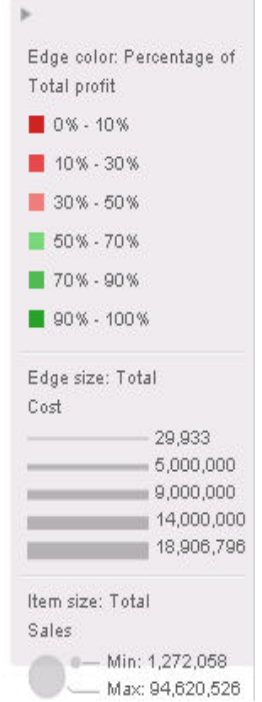 Edge color: Percentage of
Total profit
0% - 10%
10% - 30%
30% - 50%
50% - 70%
70% - 90%
90% - 100%
Edge size: Total
Cost
29,933
5,000,000
9,000,000
14,000,000
18,906,796
Item size: Total
Sales
Min: 1,272,058
Max: 94,620,526